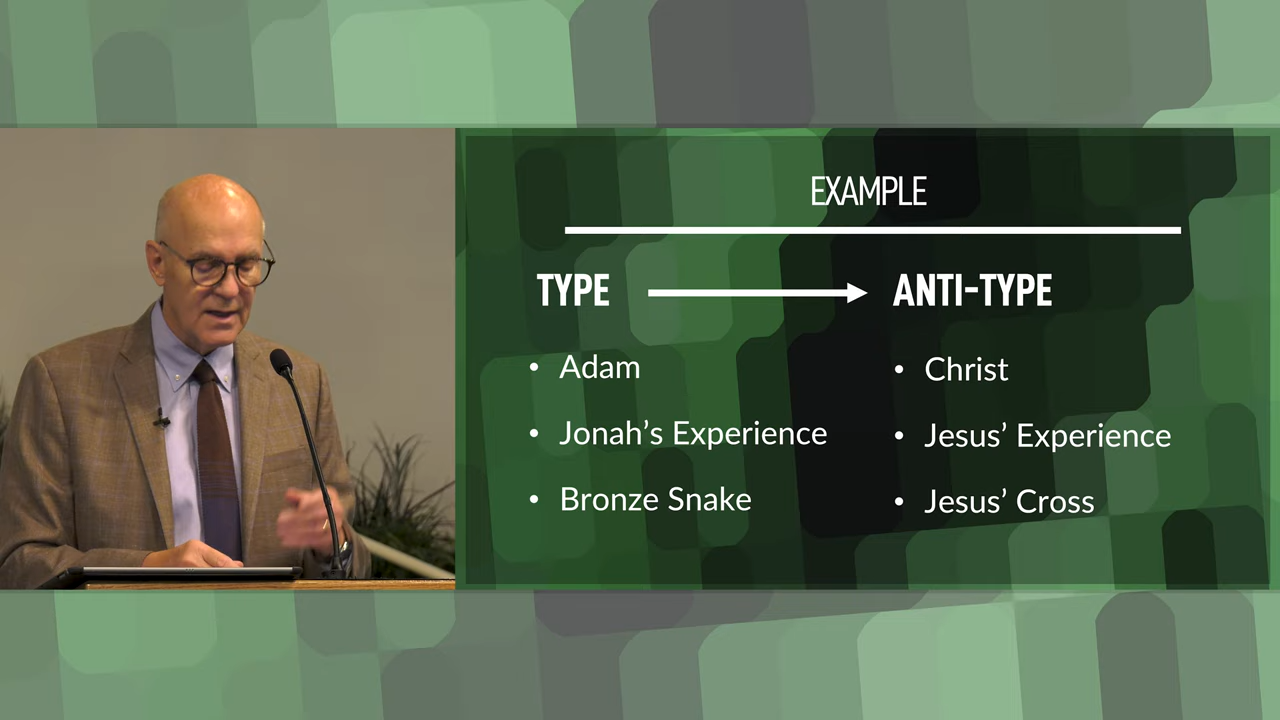 EXAMPLE
TYPE
ANTI-TYPE
• Adam
• Christ
• Jonah’s Experience
• Jesus’ Experience
• Bronze Snake
• Jesus’ Cross